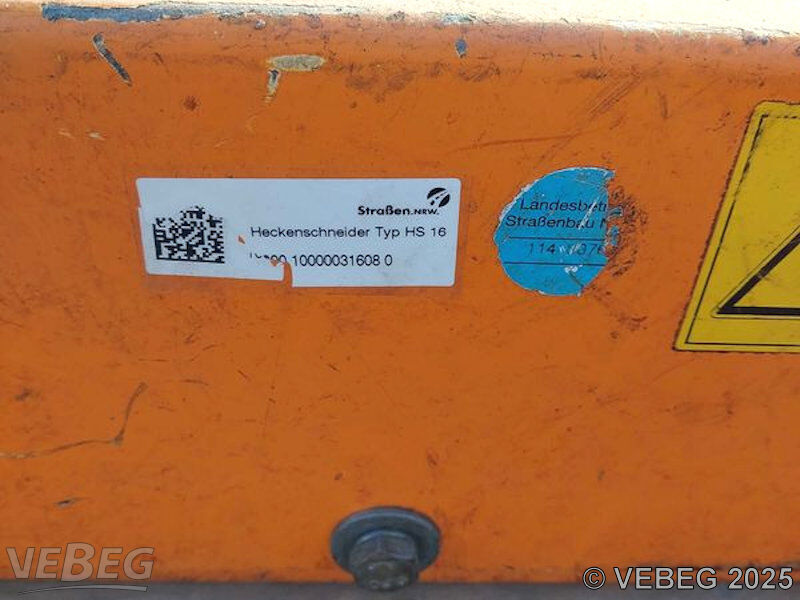 Straßen.NRW.
Heckenschneider Typ HS 16
10000031608 0
Landesbetr
Straßenbau N
114
VEBEG
© VEBEG 2025